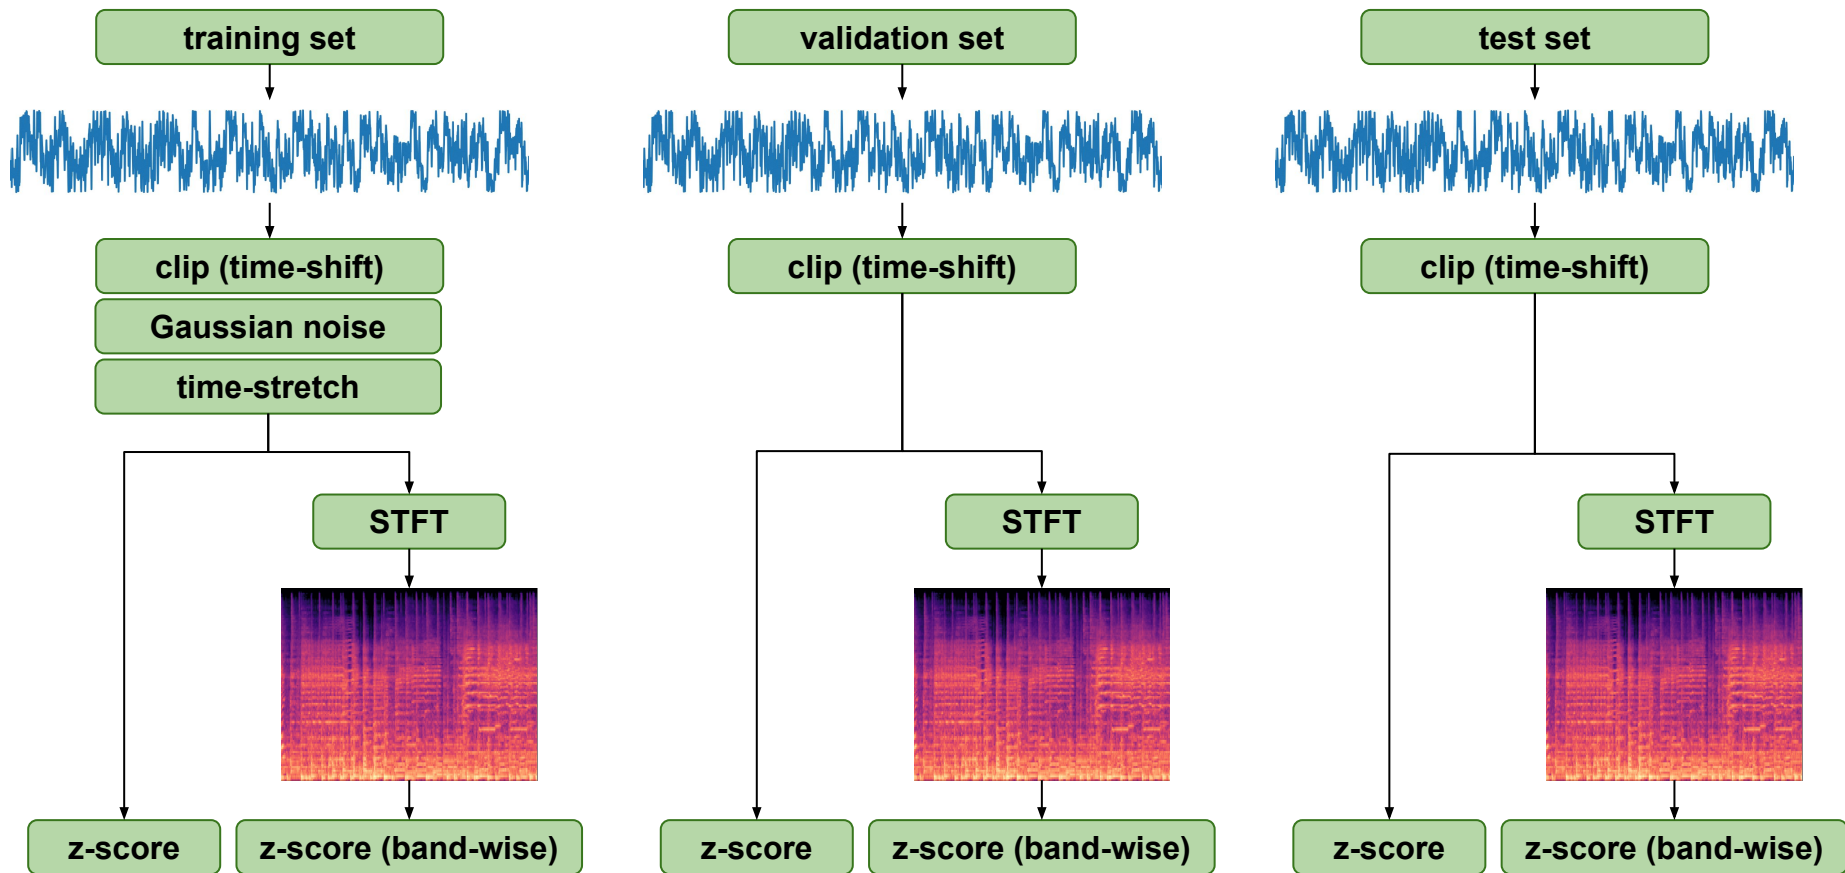 training set
validation set
test set
clip (time-shift)
clip (time-shift)
clip (time-shift)
Gaussian noise
time-stretch
STFT
STFT
STFT
z-score
z-score (band-wise)
z-score
z-score (band-wise)
z-score
z-score (band-wise)